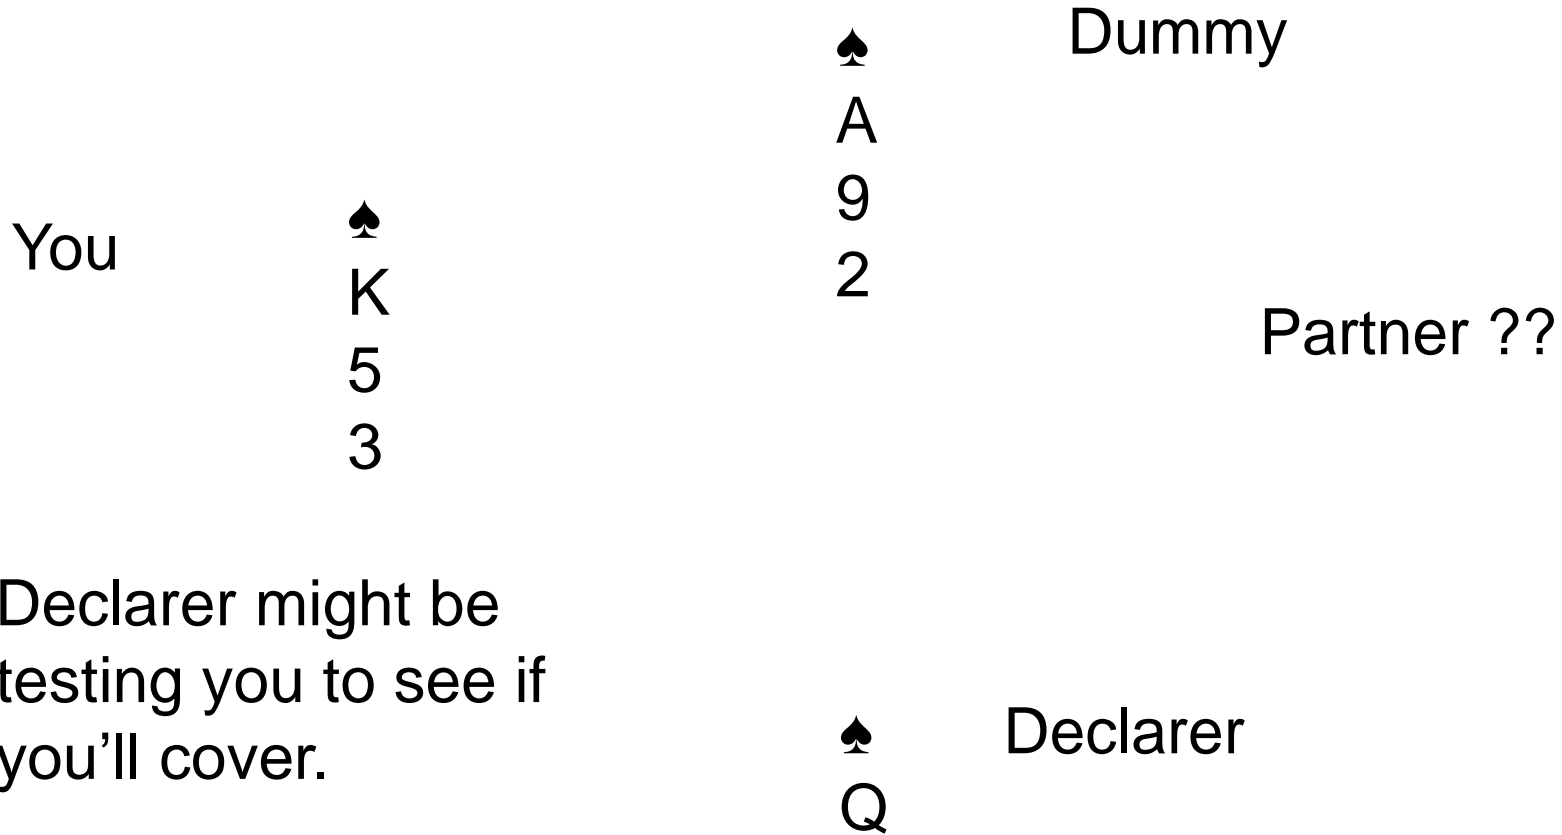 ♠ Dummy
A
9
2
You ♠
K
5
3
Partner ??
Declarer might be
testing you to see if
you’ll cover.
♠ Declarer
Q